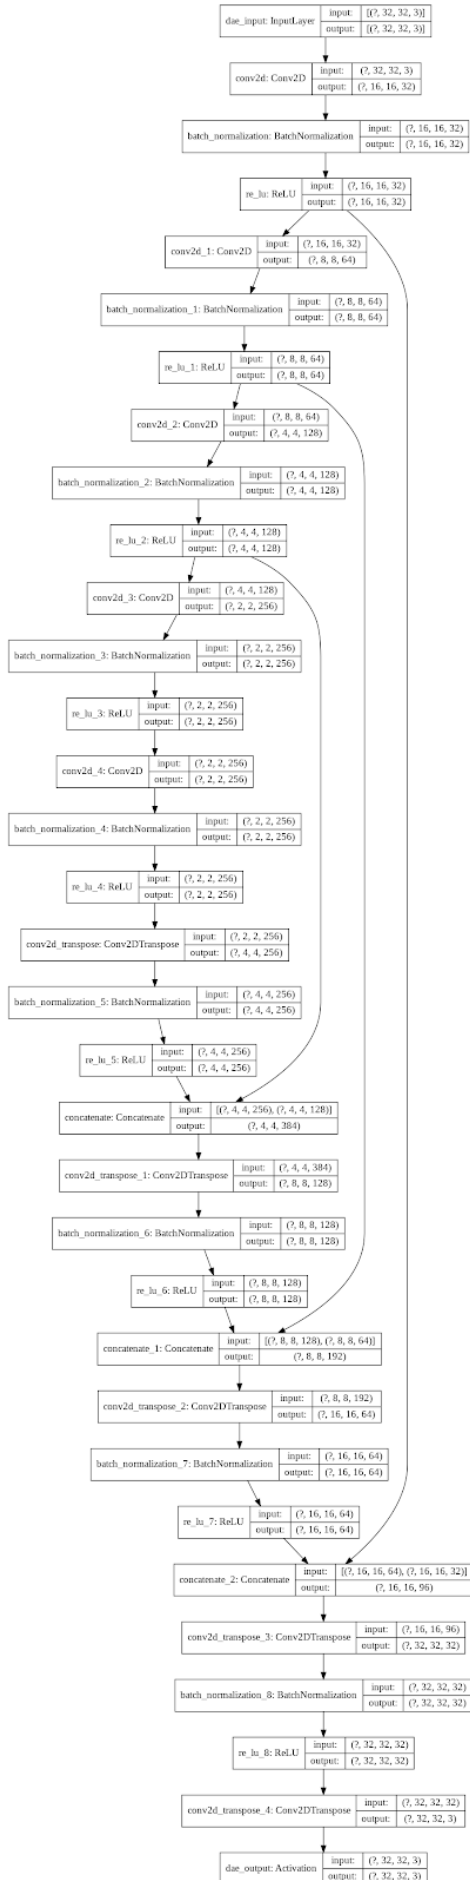 dae_input: InputLayer input: [(?, 32, 32, 3)]
output: [(?, 32, 32, 3)]
conv2d: Conv2D input: (?, 32, 32, 3)
output: (?, 16, 16, 32)
batch_normalization: BatchNormalization input: (?, 16, 16, 32)
output: (?, 16, 16, 32)
re_lu: ReLU input: (?, 16, 16, 32)
output: (?, 16, 16, 32)
conv2d_1: Conv2D input: (?, 16, 16, 32)
output: (?, 8, 8, 64)
batch_normalization_1: BatchNormalization input: (?, 8, 8, 64)
output: (?, 8, 8, 64)
re_lu_1: ReLU input: (?, 8, 8, 64)
output: (?, 8, 8, 64)
conv2d_2: Conv2D input: (?, 8, 8, 64)
output: (?, 4, 4, 128)
batch_normalization_2: BatchNormalization input: (?, 4, 4, 128)
output: (?, 4, 4, 128)
re_lu_2: ReLU input: (?, 4, 4, 128)
output: (?, 4, 4, 128)
conv2d_3: Conv2D input: (?, 4, 4, 128)
output: (?, 2, 2, 256)
batch_normalization_3: BatchNormalization input: (?, 2, 2, 256)
output: (?, 2, 2, 256)
re_lu_3: ReLU input: (?, 2, 2, 256)
output: (?, 2, 2, 256)
conv2d_4: Conv2D input: (?, 2, 2, 256)
output: (?, 2, 2, 256)
batch_normalization_4: BatchNormalization input: (?, 2, 2, 256)
output: (?, 2, 2, 256)
re_lu_4: ReLU input: (?, 2, 2, 256)
output: (?, 2, 2, 256)
conv2d_transpose: Conv2DTranspose input: (?, 2, 2, 256)
output: (?, 4, 4, 256)
batch_normalization_5: BatchNormalization input: (?, 4, 4, 256)
output: (?, 4, 4, 256)
re_lu_5: ReLU input: (?, 4, 4, 256)
output: (?, 4, 4, 256)
concatenate: Concatenate input: [(?, 4, 4, 256), (?, 4, 4, 128)]
output: (?, 4, 4, 384)
conv2d_transpose_1: Conv2DTranspose input: (?, 4, 4, 384)
output: (?, 8, 8, 128)
batch_normalization_6: BatchNormalization input: (?, 8, 8, 128)
output: (?, 8, 8, 128)
re_lu_6: ReLU input: (?, 8, 8, 128)
output: (?, 8, 8, 128)
concatenate_1: Concatenate input: [(?, 8, 8, 128), (?, 8, 8, 64)]
output: (?, 8, 8, 192)
conv2d_transpose_2: Conv2DTranspose input: (?, 8, 8, 192)
output: (?, 16, 16, 64)
batch_normalization_7: BatchNormalization input: (?, 16, 16, 64)
output: (?, 16, 16, 64)
re_lu_7: ReLU input: (?, 16, 16, 64)
output: (?, 16, 16, 64)
concatenate_2: Concatenate input: [(?, 16, 16, 64), (?, 16, 16, 32)]
output: (?, 16, 16, 96)
conv2d_transpose_3: Conv2DTranspose input: (?, 16, 16, 96)
output: (?, 32, 32, 32)
batch_normalization_8: BatchNormalization input: (?, 32, 32, 32)
output: (?, 32, 32, 32)
re_lu_8: ReLU input: (?, 32, 32, 32)
output: (?, 32, 32, 32)
conv2d_transpose_4: Conv2DTranspose input: (?, 32, 32, 32)
output: (?, 32, 32, 3)
dae_output: Activation input: (?, 32, 32, 3)
output: (?, 32, 32, 3)